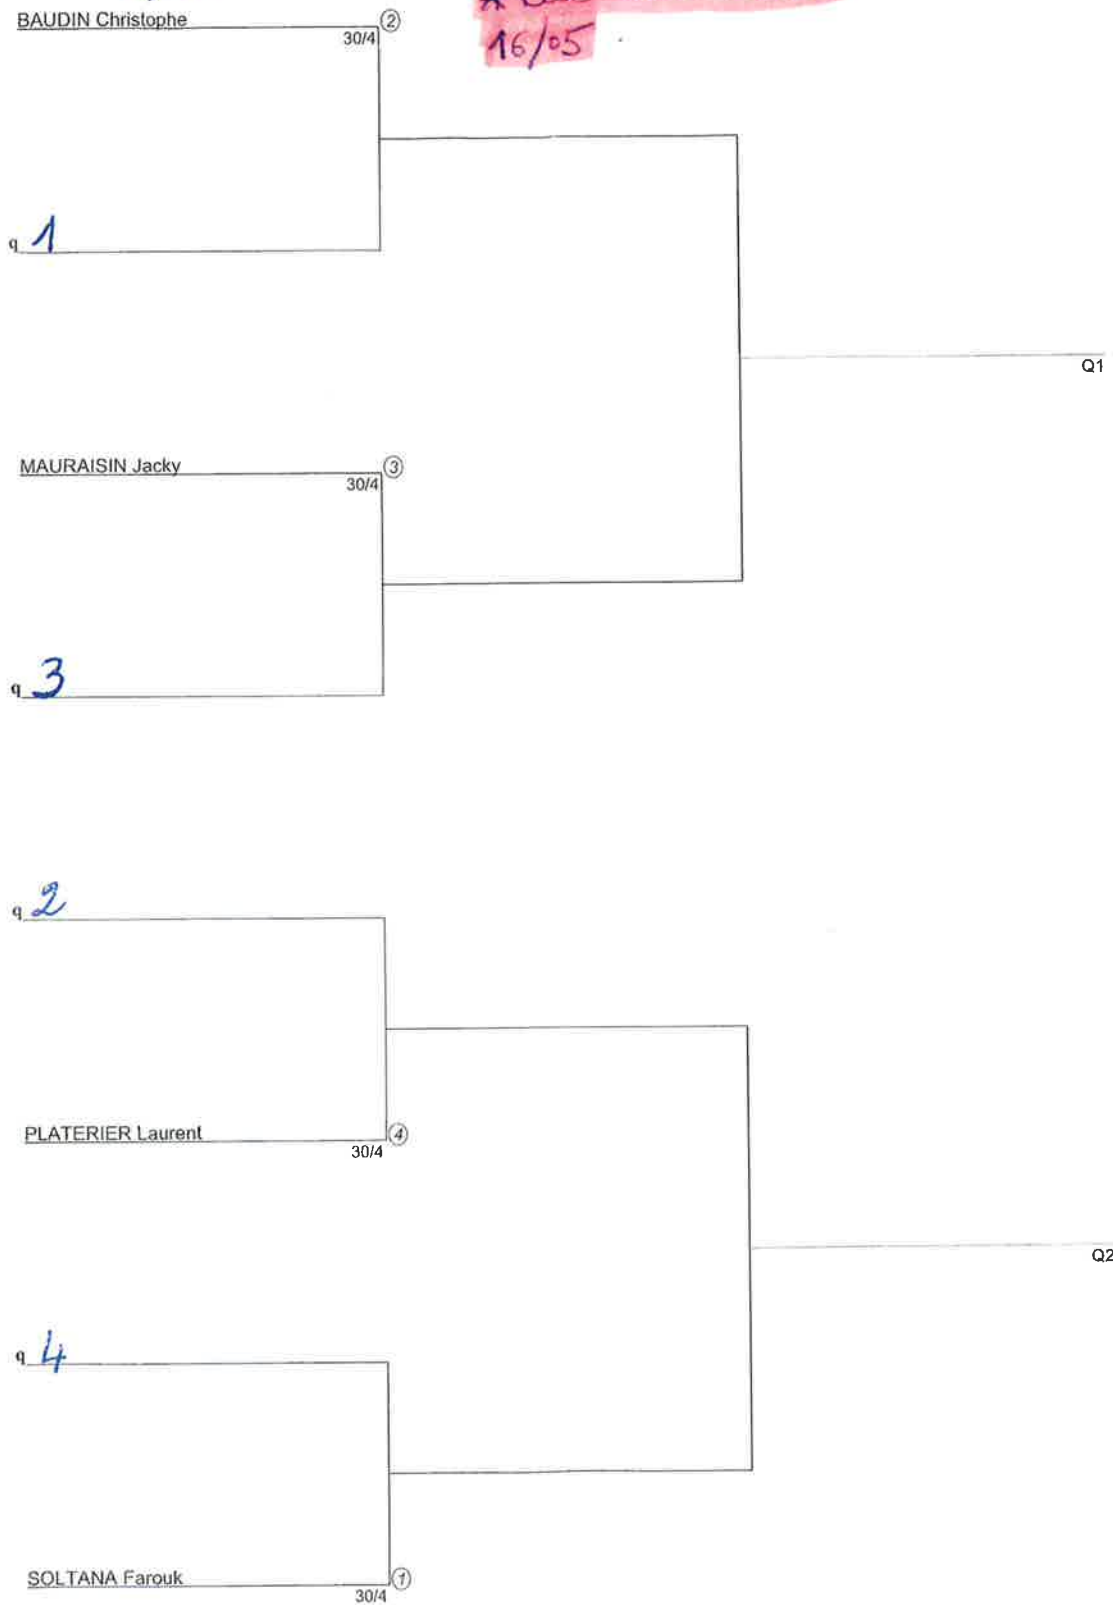 BAUDIN Christophe ②
30/4
16/05
q 1
Q1
MAURAISIN Jacky ③
30/4
q 3
q 2
PLATERIER Laurent ④
30/4
Q2
q 4
SOLTANA Farouk ①
30/4